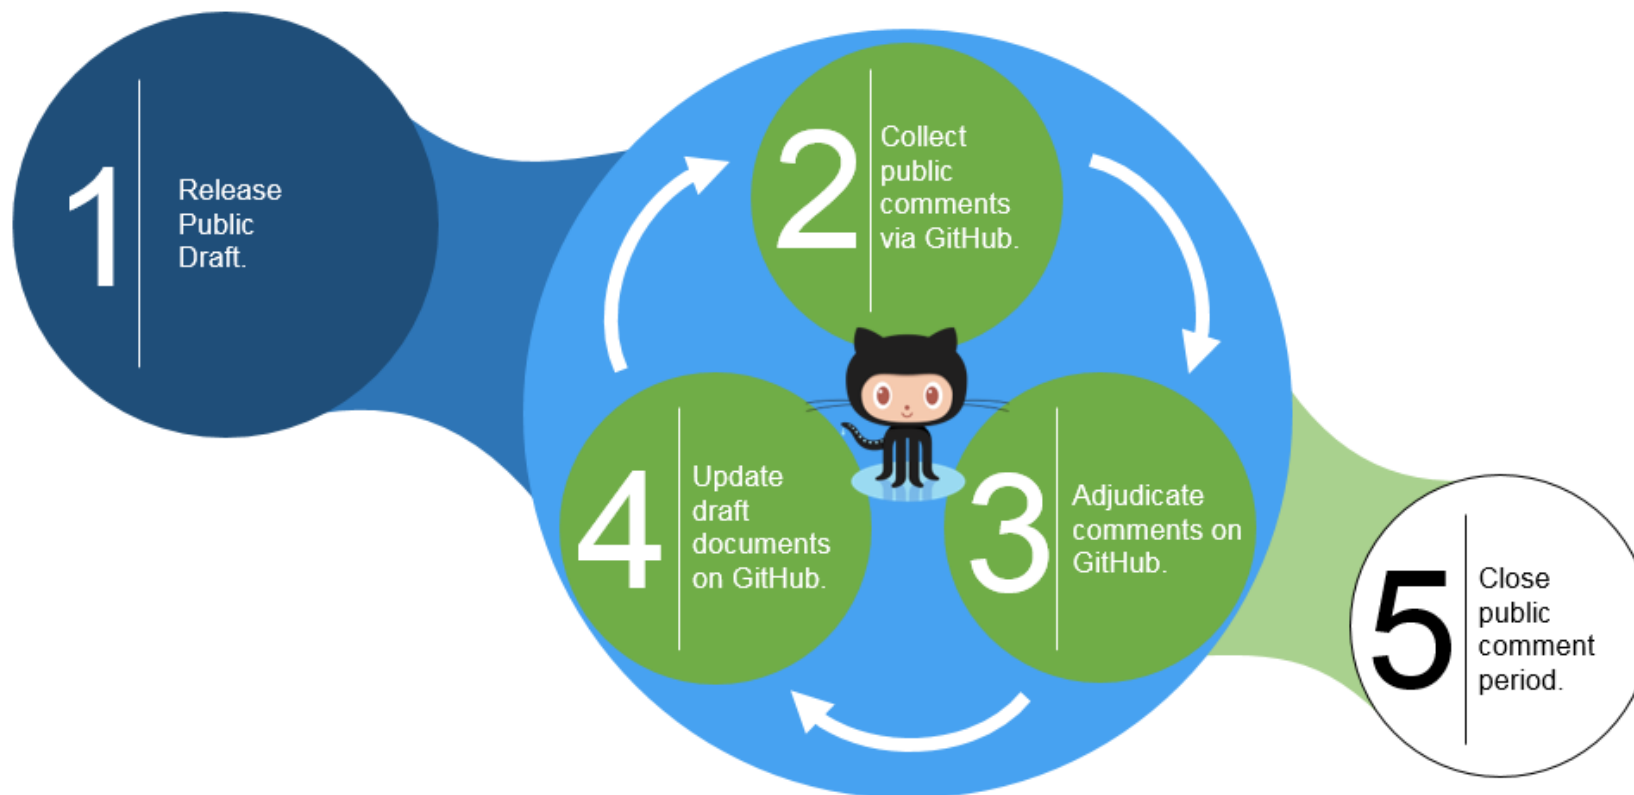 1
Release
Public
Draft.
2
Collect
public
comments
via GitHub.
3
Adjudicate
comments on
GitHub.
4
Update
draft
documents
on GitHub.
5
Close
public
comment
period.